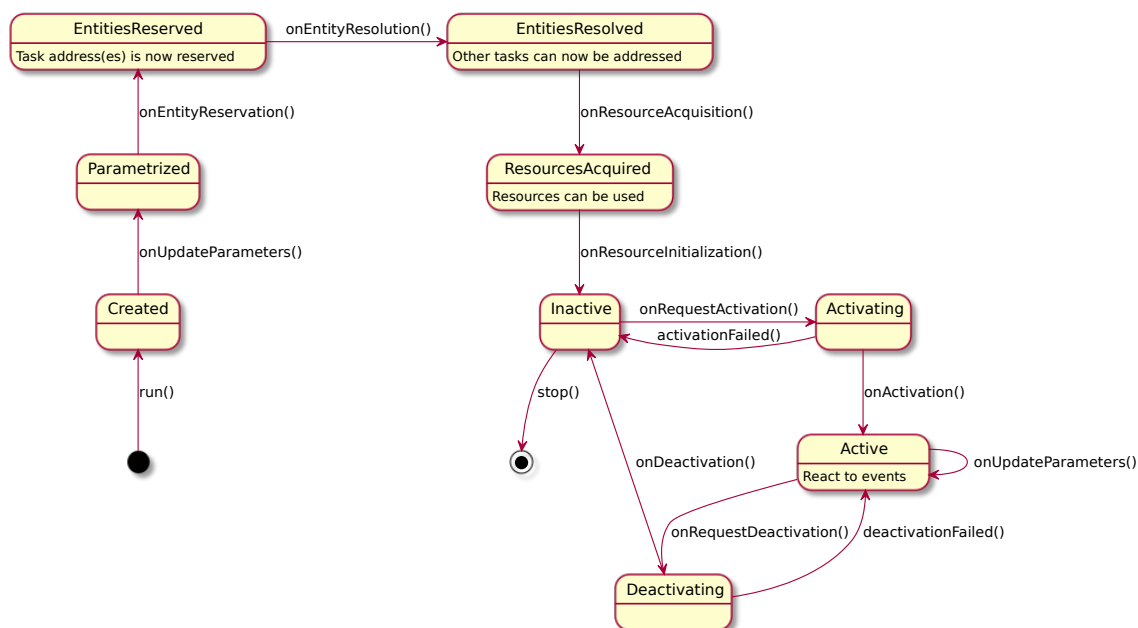 EntitiesReserved
Task address(es) is now reserved
onEntityResolution()
EntitiesResolved
Other tasks can now be addressed
onEntityReservation()
onResourceAcquisition()
Parametrized
ResourcesAcquired
Resources can be used
onUpdateParameters()
onResourceInitialization()
Created
Inactive
onRequestActivation()
activationFailed()
Activating
run()
stop()
onActivation()
onDeactivation()
Active
React to events
onUpdateParameters()
onRequestDeactivation()
deactivationFailed()
Deactivating